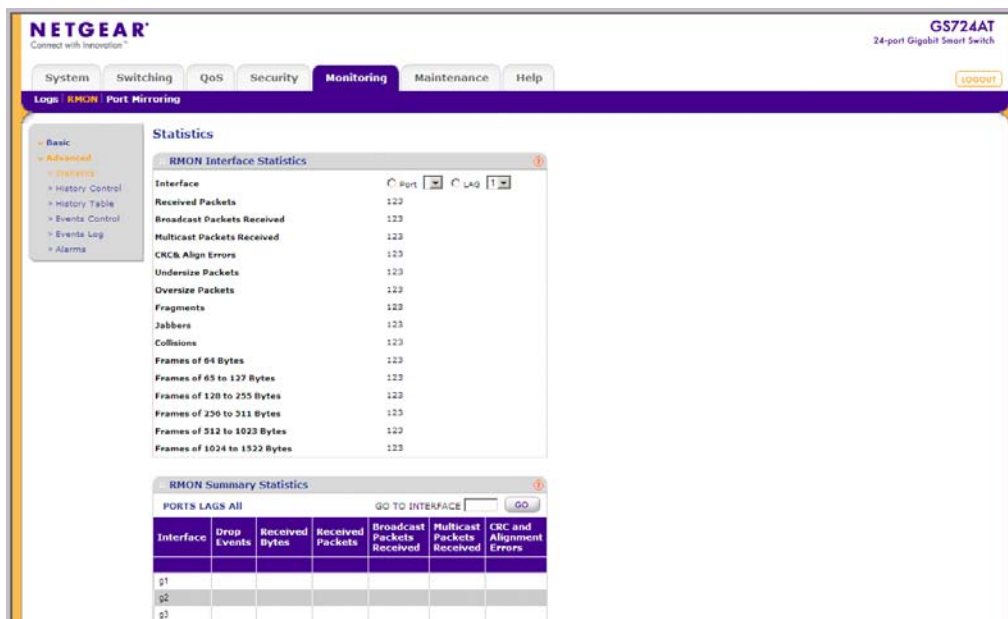 NETGEAR
Connect with Innovation™
GS724AT
24-port Gigabit Smart Switch
System Switching QoS Security Monitoring Maintenance Help
LOGOUT
Logs RMON Port Mirroring
Basic
Advanced
Statistics
History Control
History Table
Events Control
Events Log
Alarms
Statistics
RMON Interface Statistics
Interface Port LAG 1
Received Packets 123
Broadcast Packets Received 123
Multicast Packets Received 123
CRC& Align Errors 123
Undersize Packets 123
Oversize Packets 123
Fragments 123
Jabbers 123
Collisions 123
Frames of 64 Bytes 123
Frames of 65 to 127 Bytes 123
Frames of 128 to 255 Bytes 123
Frames of 256 to 511 Bytes 123
Frames of 512 to 1023 Bytes 123
Frames of 1024 to 1522 Bytes 123
RMON Summary Statistics
PORTS LAGS All GO TO INTERFACE GO
Interface Drop Events Received Bytes Received Packets Broadcast Packets Received Multicast Packets Received CRC and Alignment Errors
g1
g2
g3